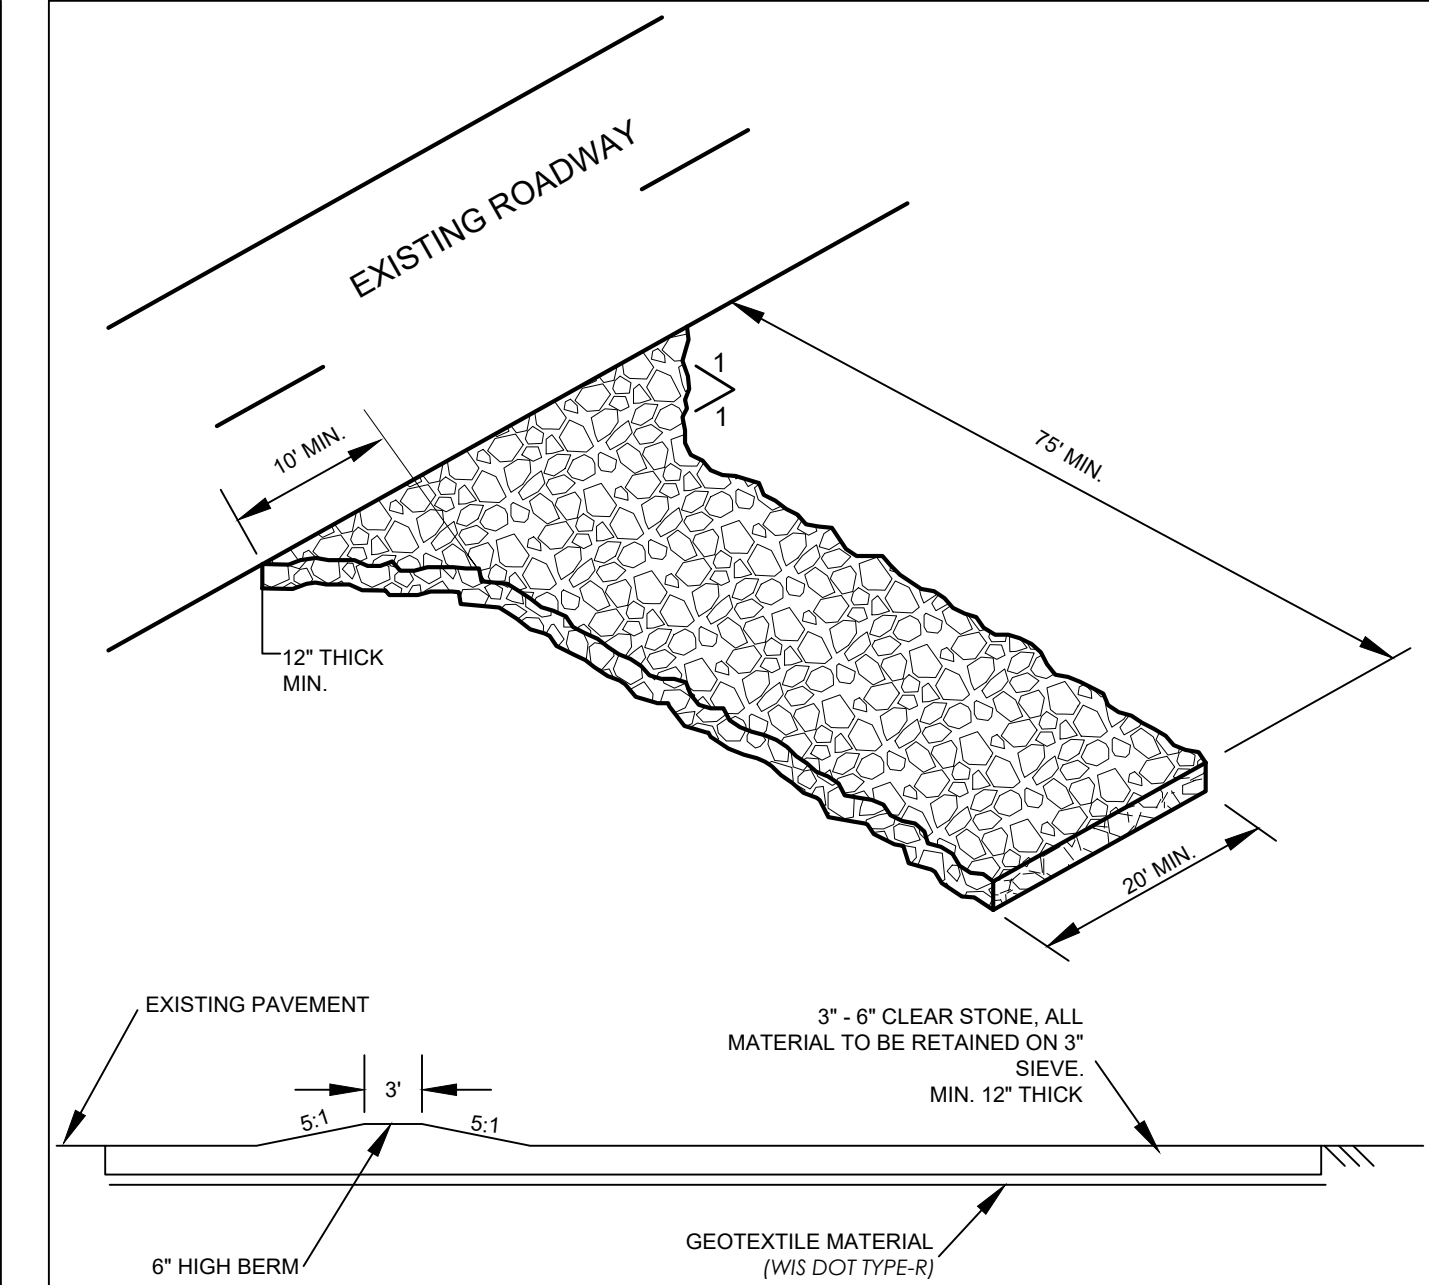 EXISTING ROADWAY
10' MIN.
1
1
75' MIN.
12" THICK
MIN.
20' MIN.
EXISTING PAVEMENT
3" - 6" CLEAR STONE, ALL
MATERIAL TO BE RETAINED ON 3"
SIEVE.
MIN. 12" THICK
3'
5:1
5:1
6" HIGH BERM
GEOTEXTILE MATERIAL
(WIS DOT TYPE-R)